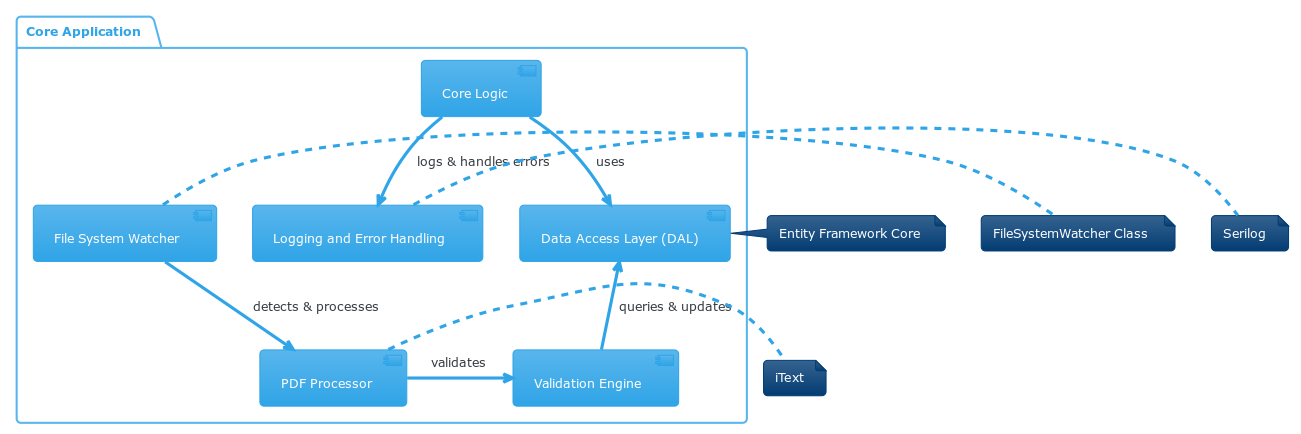 Core Application
Core Logic
logs & handles errors
uses
File System Watcher
Logging and Error Handling
Data Access Layer (DAL)
Entity Framework Core
FileSystemWatcher Class
Serilog
detects & processes
queries & updates
PDF Processor
validates
Validation Engine
iText